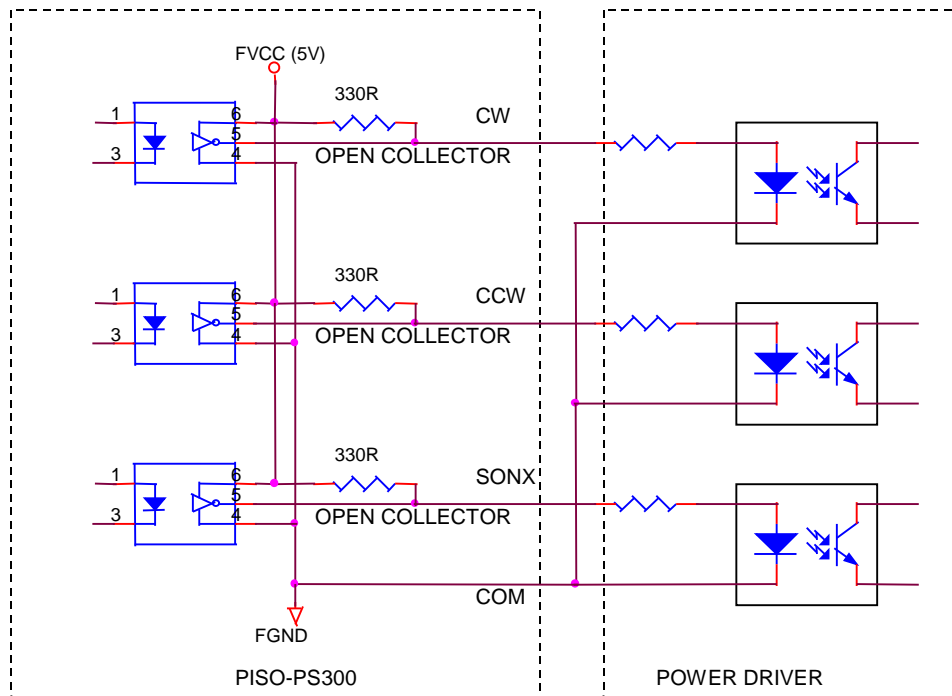 FVCC (5V)
330R
CW
1
6
5
3
4
OPEN COLLECTOR
330R
CCW
1
6
5
3
4
OPEN COLLECTOR
330R
SONX
1
6
5
3
4
OPEN COLLECTOR
COM
FGND
PISO-PS300
POWER DRIVER